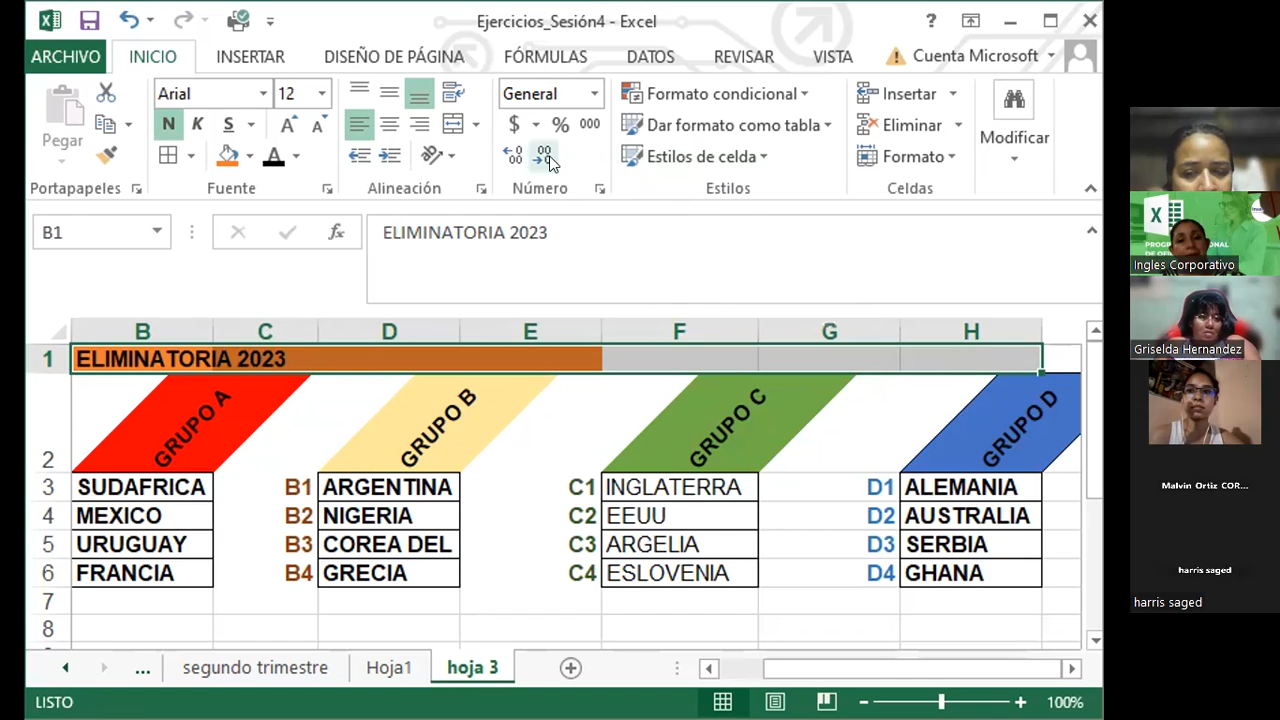 Ejercicios_Sesión4 - Excel
ARCHIVO INICIO INSERTAR DISEÑO DE PÁGINA FÓRMULAS DATOS REVISAR VISTA Cuenta Microsoft
Pegar
Portapapeles
Arial 12
N K S
Fuente
Alineación
General
$ % 000
Número
Formato condicional
Dar formato como tabla
Estilos de celda
Estilos
Insertar
Eliminar
Formato
Celdas
Modificar
B1 fx ELIMINATORIA 2023
B C D E F G H
1 ELIMINATORIA 2023
2 GRUPO A GRUPO B GRUPO C GRUPO D
3 SUDAFRICA B1 ARGENTINA C1 INGLATERRA D1 ALEMANIA
4 MEXICO B2 NIGERIA C2 EEUU D2 AUSTRALIA
5 URUGUAY B3 COREA DEL C3 ARGELIA D3 SERBIA
6 FRANCIA B4 GRECIA C4 ESLOVENIA D4 GHANA
7
8
... segundo trimestre Hoja1 hoja 3
LISTO 100%
Ingles Corporativo
Griselda Hernandez
Malvin Ortiz COR...
harris saged
harris saged